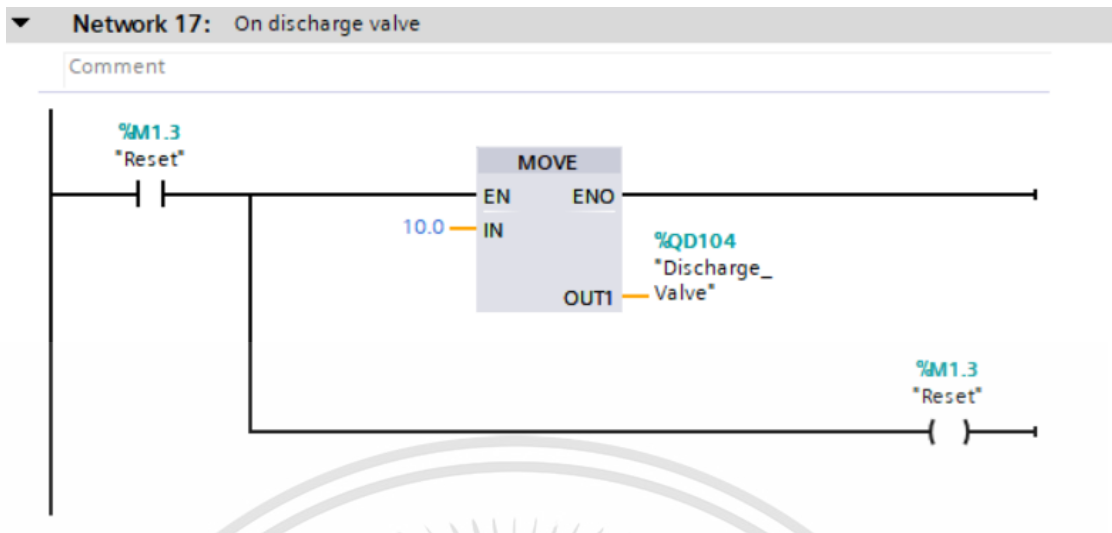 Network 17: On discharge valve
Comment
%M1.3
"Reset"
MOVE
EN ENO
10.0 IN
%QD104
"Discharge_
Valve"
OUT1
%M1.3
"Reset"